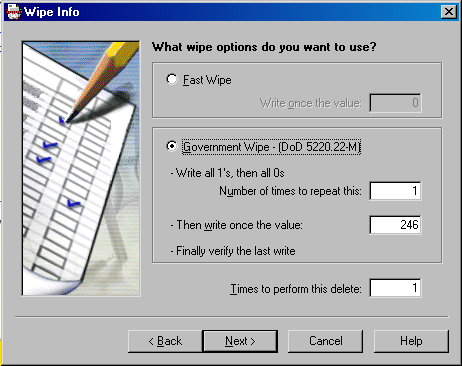 Wipe Info
What wipe options do you want to use?
Fast Wipe
Write once the value: 0
Government Wipe - (DoD 5220.22-M)
- Write all 1's, then all 0s
Number of times to repeat this: 1
- Then write once the value: 246
- Finally verify the last write
Times to perform this delete: 1
< Back Next > Cancel Help